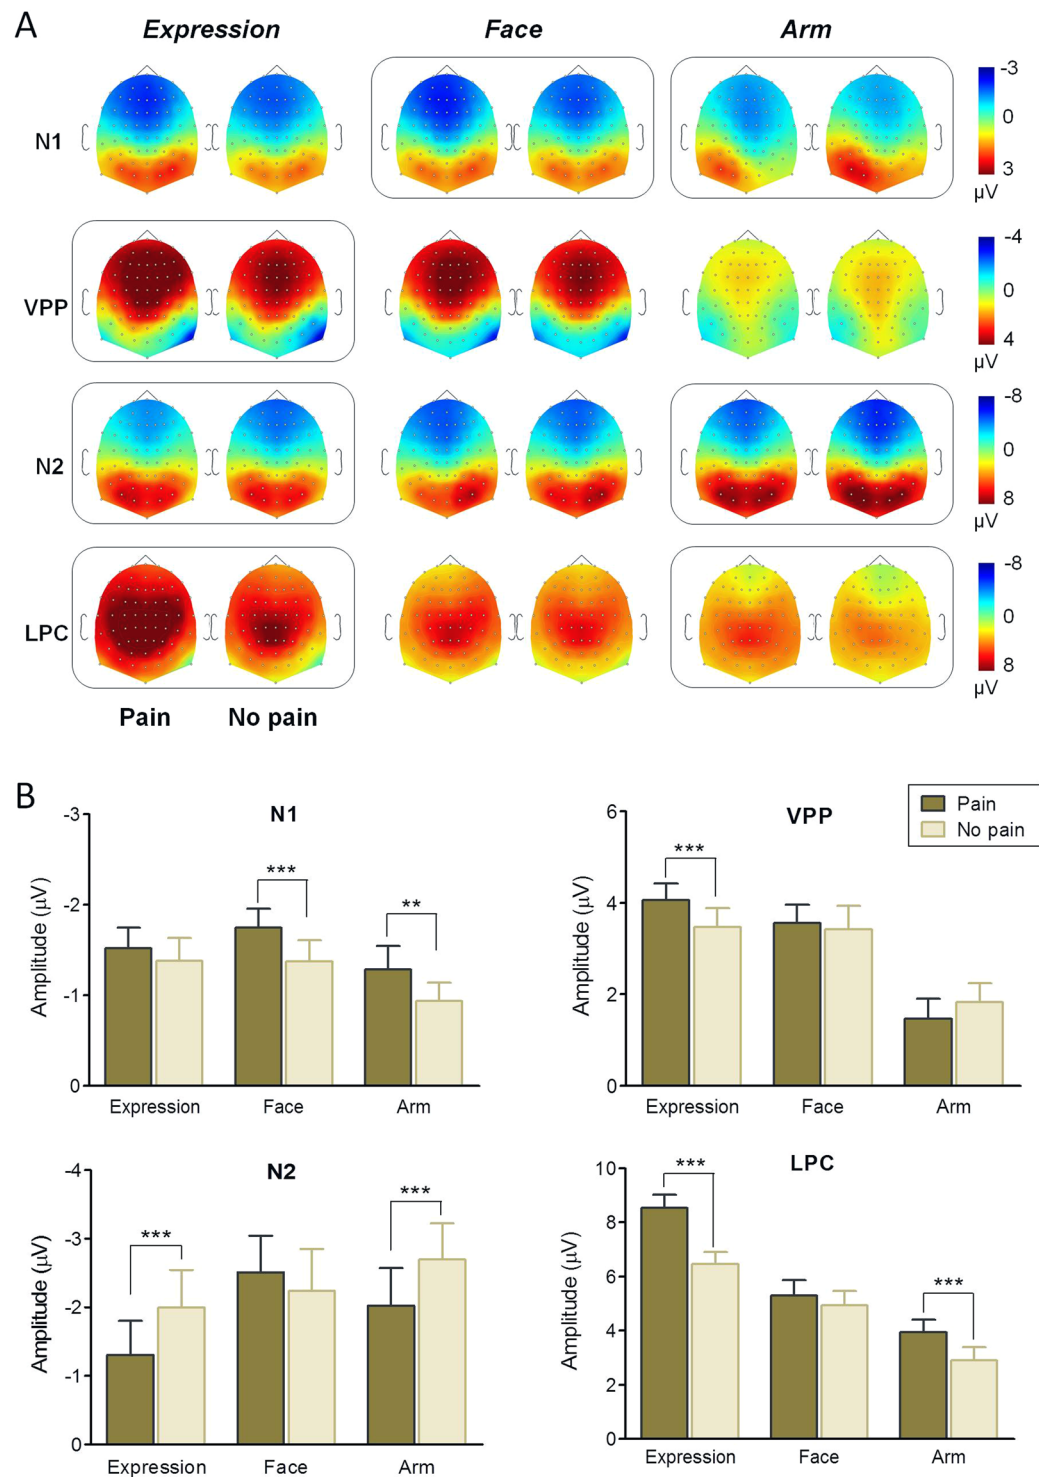 A
Expression Face Arm
N1
-3
0
3
µV
VPP
-4
0
4
µV
N2
-8
0
8
µV
LPC
-8
0
8
µV
Pain No pain
B
N1
Amplitude (µV)
-3
-2
-1
0
***
**
Expression Face Arm
VPP
Pain
No pain
Amplitude (µV)
6
4
2
0
***
Expression Face Arm
N2
Amplitude (µV)
-4
-3
-2
-1
0
***
***
Expression Face Arm
LPC
Amplitude (µV)
10
8
6
4
2
0
***
***
Expression Face Arm